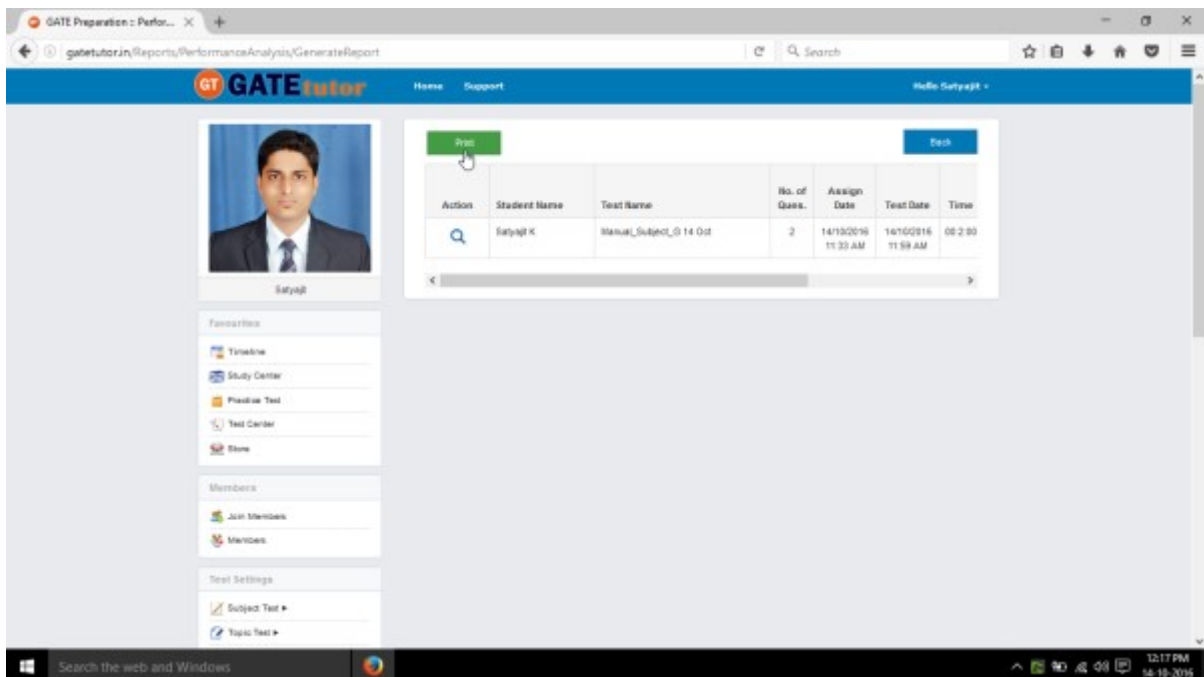 GATE Preparation :: Perfor...
gatetutor.in/Reports/PerformanceAnalysis/GenerateReport
Search
GT GATEtutor
Home Support
Hello Satyajit
Print
Back
Action Student Name Test Name No. of Ques. Assign Date Test Date Time
Satyajit K Manual_Subject_G 14 Oct 2 14/10/2016 11:33 AM 14/10/2016 11:59 AM 00:2:00
Satyajit
Favourites
Timeline
Study Center
Practise Test
Test Center
Store
Members
Join Members
Members
Test Settings
Subject Test
Topic Test
Search the web and Windows
12:17 PM
14-10-2016